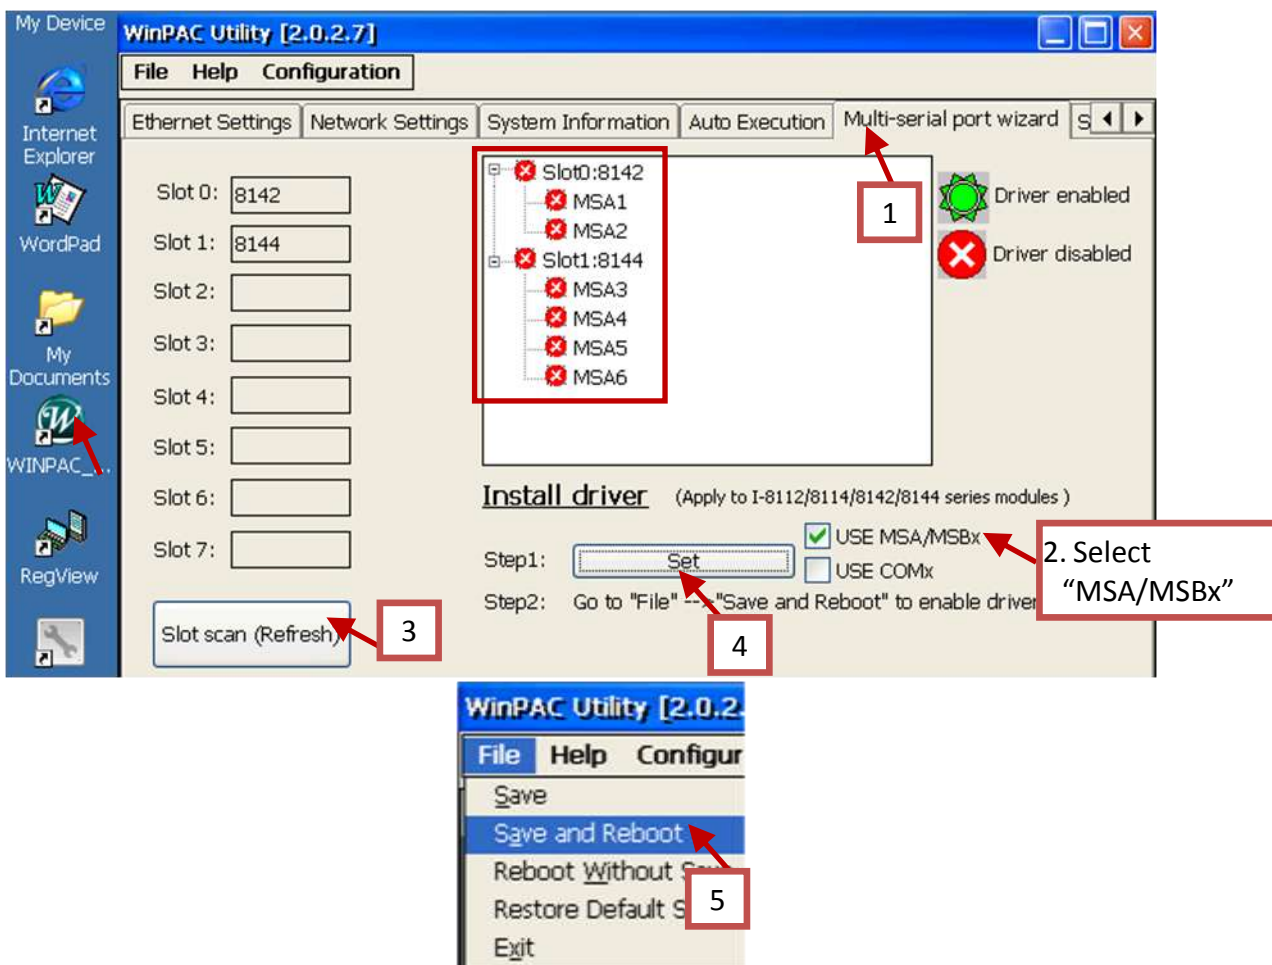 My Device
WinPAC Utility [2.0.2.7]
File Help Configuration
Ethernet Settings Network Settings System Information Auto Execution Multi-serial port wizard S
Internet
Explorer
WordPad
My
Documents
WINPAC_...
RegView
Slot 0: 8142
Slot 1: 8144
Slot 2:
Slot 3:
Slot 4:
Slot 5:
Slot 6:
Slot 7:
Slot scan (Refresh)
3
Slot0:8142
MSA1
MSA2
Slot1:8144
MSA3
MSA4
MSA5
MSA6
1
Driver enabled
Driver disabled
Install driver (Apply to I-8112/8114/8142/8144 series modules )
Step1: Set
USE MSA/MSBx
USE COMx
2. Select
“MSA/MSBx”
Step2: Go to "File" -->"Save and Reboot" to enable driver
4
WinPAC Utility [2.0.2.
File Help Configur
Save
Save and Reboot
Reboot Without
Restore Default S
Exit
5